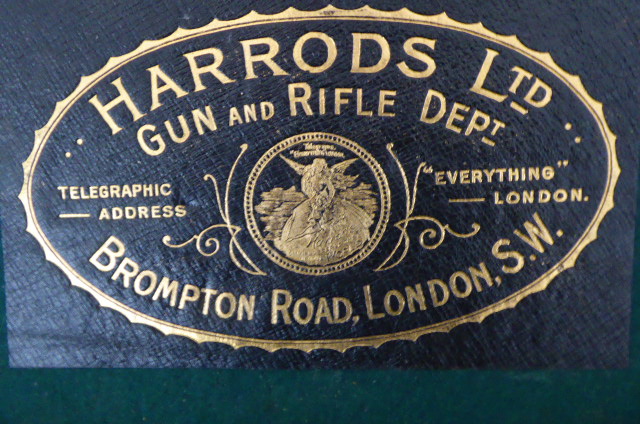 HARRODS LTD
GUN AND RIFLE DEPT.
TELEGRAPHIC
ADDRESS
"EVERYTHING"
LONDON.
BROMPTON ROAD, LONDON, S.W.